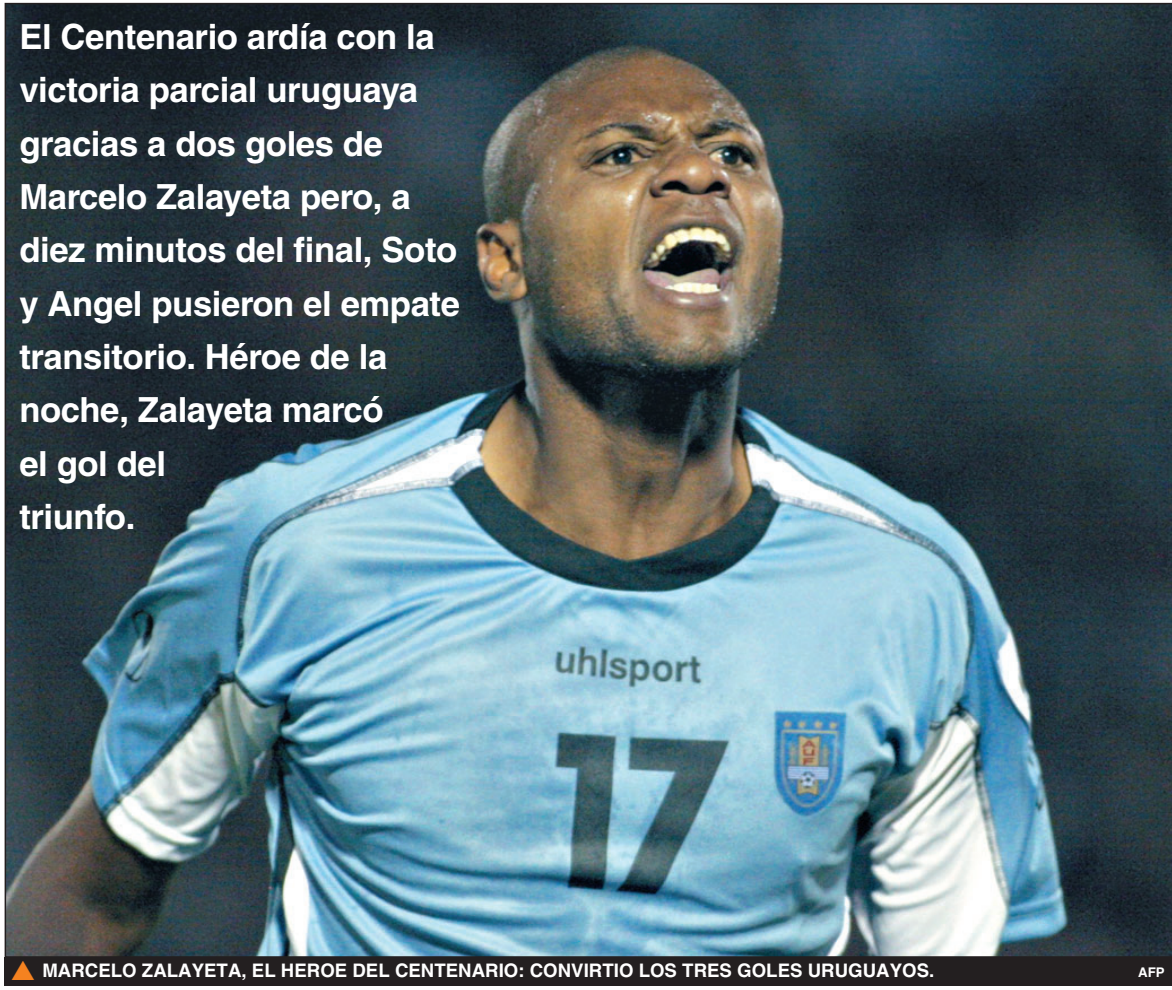 El Centenario ardía con la
victoria parcial uruguaya
gracias a dos goles de
Marcelo Zalayeta pero, a
diez minutos del final, Soto
y Angel pusieron el empate
transitorio. Héroe de la
noche, Zalayeta marcó
el gol del
triunfo.
uhlsport
17
AUF
MARCELO ZALAYETA, EL HEROE DEL CENTENARIO: CONVIRTIO LOS TRES GOLES URUGUAYOS.
AFP